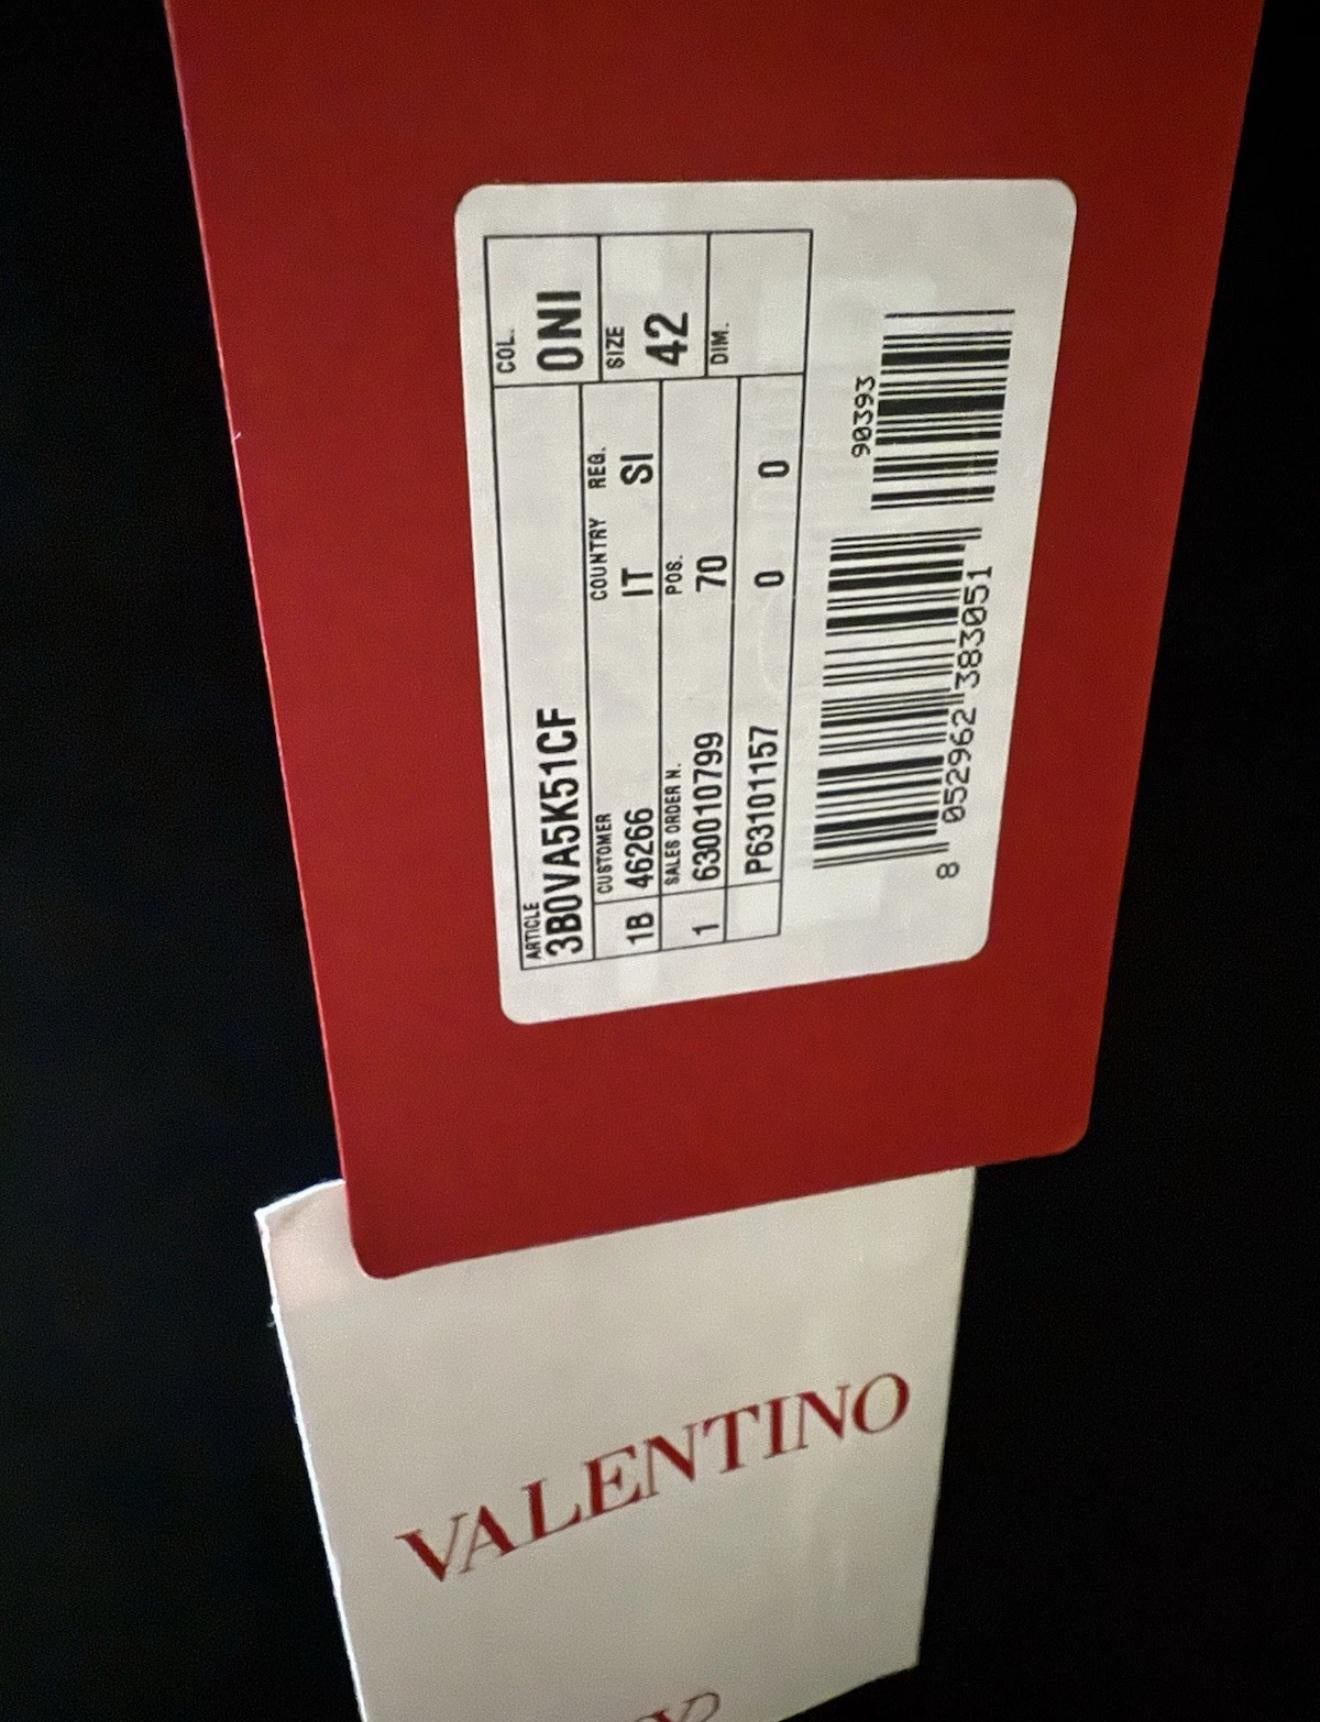 ARTICLE
3B0VA5K51CF
COL.
0NI
CUSTOMER COUNTRY REG.
1B 46266 IT SI
SIZE
42
SALES ORDER N. POS.
1 630010799 70
DIM.
P63101157 0 0
90393
8 052962 383051
VALENTINO